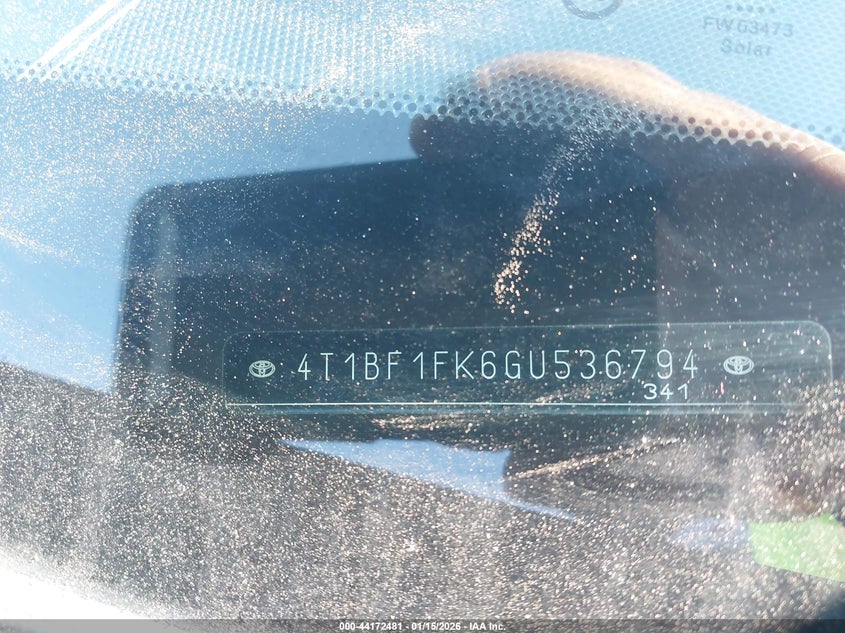 FW63473
Solar
4T1BF1FK6GU536794
341
000-44172481 - 01/15/2026 - IAA Inc.